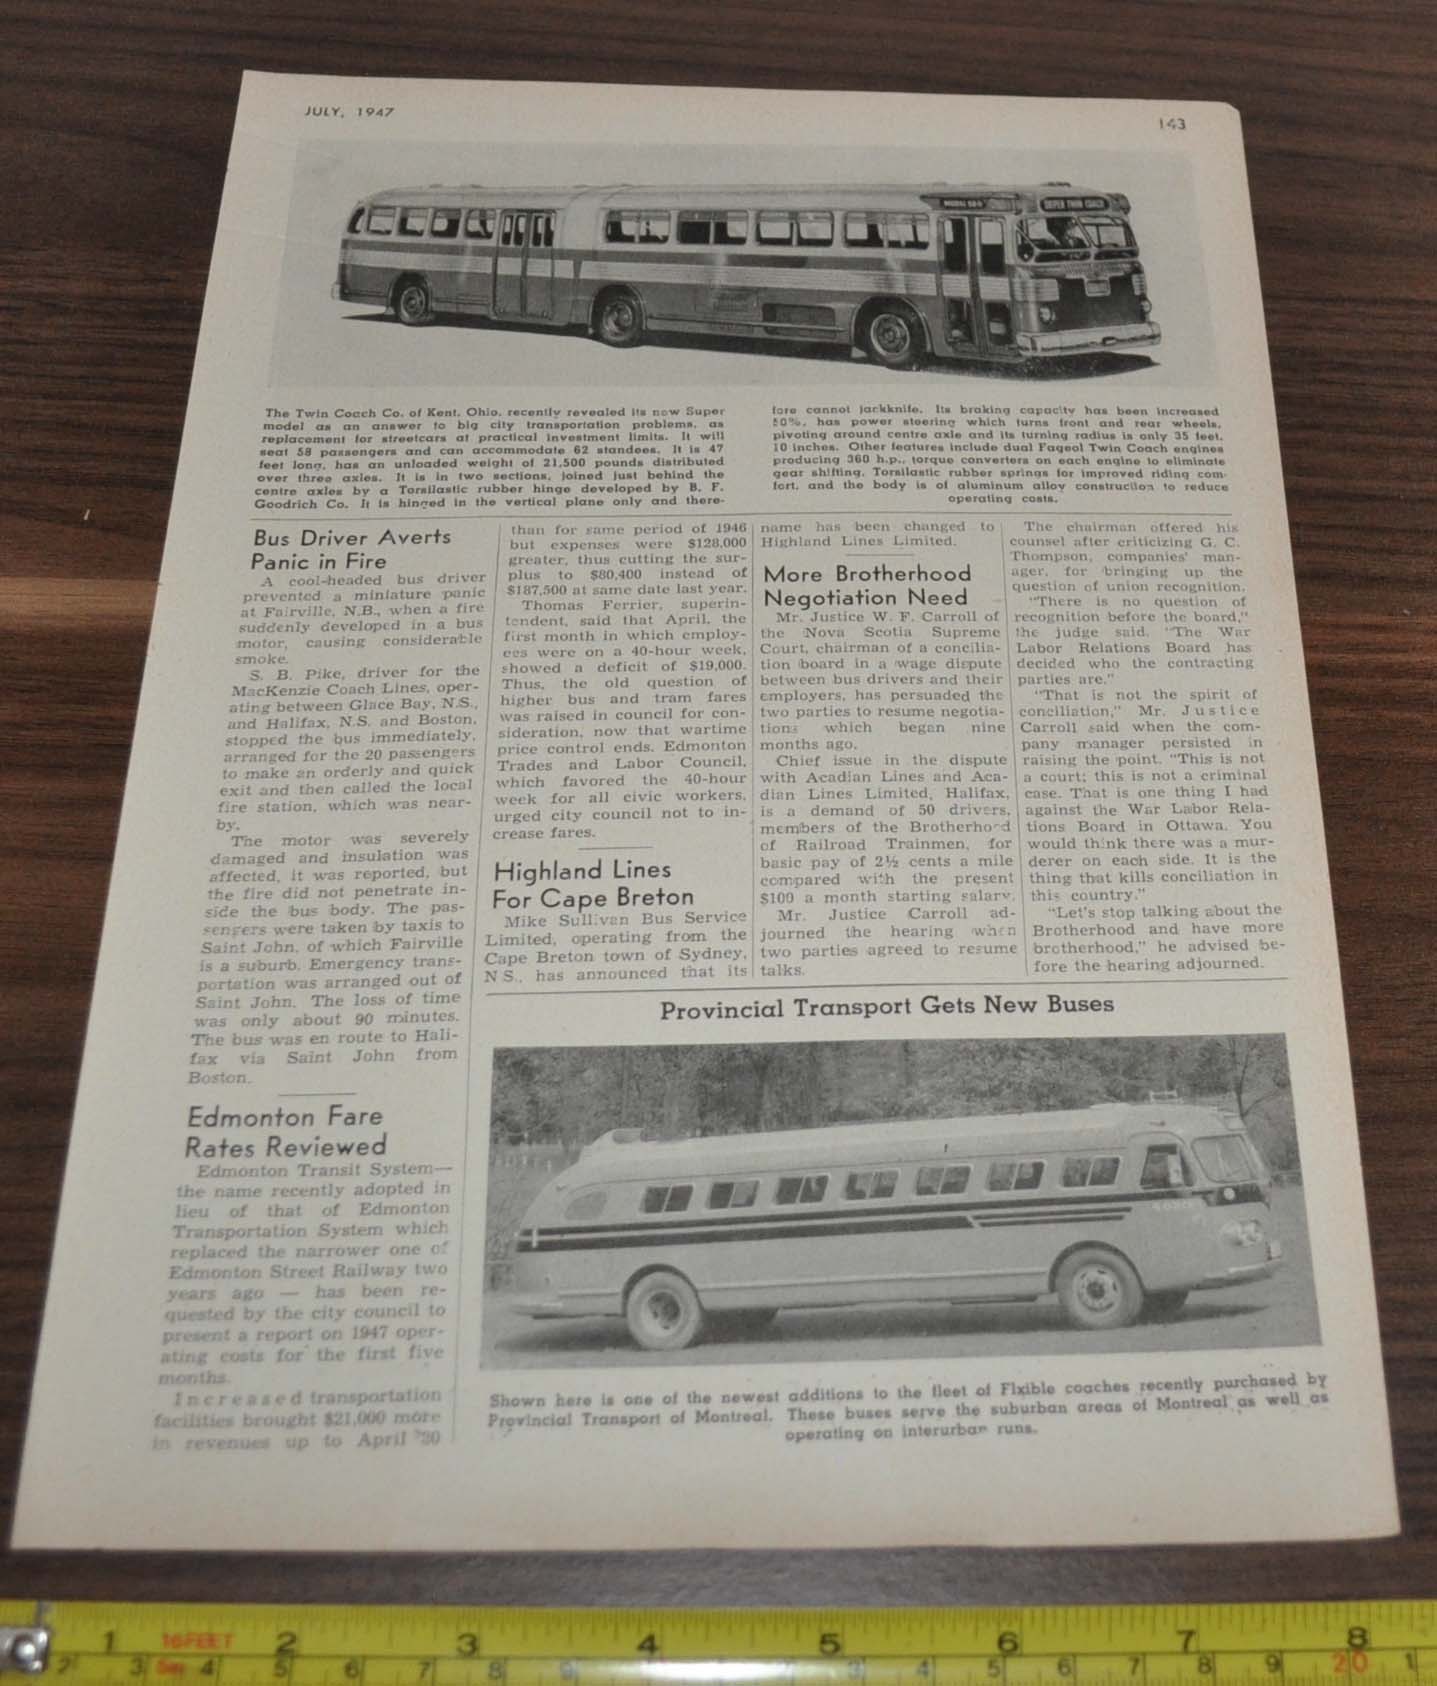 JULY, 1947
143
MODEL 58-S
SUPER TWIN COACH
The Twin Coach Co. of Kent, Ohio, recently revealed its new Super
model as an answer to big city transportation problems, as
replacement for streetcars at practical investment limits. It will
seat 58 passengers and can accommodate 62 standees. It is 47
feet long, has an unloaded weight of 21,500 pounds distributed
over three axles. It is in two sections, joined just behind the
centre axles by a Torsilastic rubber hinge developed by B. F.
Goodrich Co. It is hinged in the vertical plane only and there-
fore cannot jackknife. Its braking capacity has been increased
50%, has power steering which turns front and rear wheels,
pivoting around centre axle and its turning radius is only 35 feet,
10 inches. Other features include dual Fageol Twin Coach engines
producing 360 h.p., torque converters on each engine to eliminate
gear shifting. Torsilastic rubber springs for improved riding com-
fort, and the body is of aluminum alloy construction to reduce
operating costs.
Bus Driver Averts
Panic in Fire
A cool-headed bus driver
prevented a miniature panic
at Fairville, N.B., when a fire
suddenly developed in a bus
motor, causing considerable
smoke.
S. B. Pike, driver for the
MacKenzie Coach Lines, oper-
ating between Glace Bay, N.S.,
and Halifax, N.S. and Boston,
stopped the bus immediately,
arranged for the 20 passengers
to make an orderly and quick
exit and then called the local
fire station, which was near-
by.
The motor was severely
damaged and insulation was
affected, it was reported, but
the fire did not penetrate in-
side the bus body. The pas-
sengers were taken by taxis to
Saint John, of which Fairville
is a suburb. Emergency trans-
portation was arranged out of
Saint John. The loss of time
was only about 90 minutes.
The bus was en route to Hali-
fax via Saint John from
Boston.
Edmonton Fare
Rates Reviewed
Edmonton Transit System—
the name recently adopted in
lieu of that of Edmonton
Transportation System which
replaced the narrower one of
Edmonton Street Railway two
years ago — has been re-
quested by the city council to
present a report on 1947 oper-
ating costs for the first five
months.
Increased transportation
facilities brought $21,000 more
in revenues up to April 30
than for same period of 1946
but expenses were $128,000
greater, thus cutting the sur-
plus to $80,400 instead of
$187,500 at same date last year.
Thomas Ferrier, superin-
tendent, said that April, the
first month in which employ-
ees were on a 40-hour week,
showed a deficit of $19,000.
Thus, the old question of
higher bus and tram fares
was raised in council for con-
sideration, now that wartime
price control ends. Edmonton
Trades and Labor Council,
which favored the 40-hour
week for all civic workers,
urged city council not to in-
crease fares.
Highland Lines
For Cape Breton
Mike Sullivan Bus Service
Limited, operating from the
Cape Breton town of Sydney,
N.S., has announced that its
name has been changed to
Highland Lines Limited.
More Brotherhood
Negotiation Need
Mr. Justice W. F. Carroll of
the Nova Scotia Supreme
Court, chairman of a concilia-
tion board in a wage dispute
between bus drivers and their
employers, has persuaded the
two parties to resume negotia-
tions which began nine
months ago.
Chief issue in the dispute
with Acadian Lines and Aca-
dian Lines Limited, Halifax,
is a demand of 50 drivers,
members of the Brotherhood
of Railroad Trainmen, for
basic pay of 2½ cents a mile
compared with the present
$100 a month starting salary.
Mr. Justice Carroll ad-
journed the hearing when
two parties agreed to resume
talks.
The chairman offered his
counsel after criticizing G. C.
Thompson, companies' man-
ager, for bringing up the
question of union recognition.
"There is no question of
recognition before the board,"
the judge said. "The War
Labor Relations Board has
decided who the contracting
parties are."
"That is not the spirit of
conciliation," Mr. Justice
Carroll said when the com-
pany manager persisted in
raising the point. "This is not
a court; this is not a criminal
case. That is one thing I had
against the War Labor Rela-
tions Board in Ottawa. You
would think there was a mur-
derer on each side. It is the
thing that kills conciliation in
this country."
"Let's stop talking about the
Brotherhood and have more
brotherhood," he advised be-
fore the hearing adjourned.
Provincial Transport Gets New Buses
Shown here is one of the newest additions to the fleet of Flxible coaches recently purchased by
Provincial Transport of Montreal. These buses serve the suburban areas of Montreal as well as
operating on interurban runs.
1 16FEET 2 3 4 5 6 7 8
2 3 5m 4 5 6 7 8 9 1 2 3 4 5 6 7 8 9 20 1